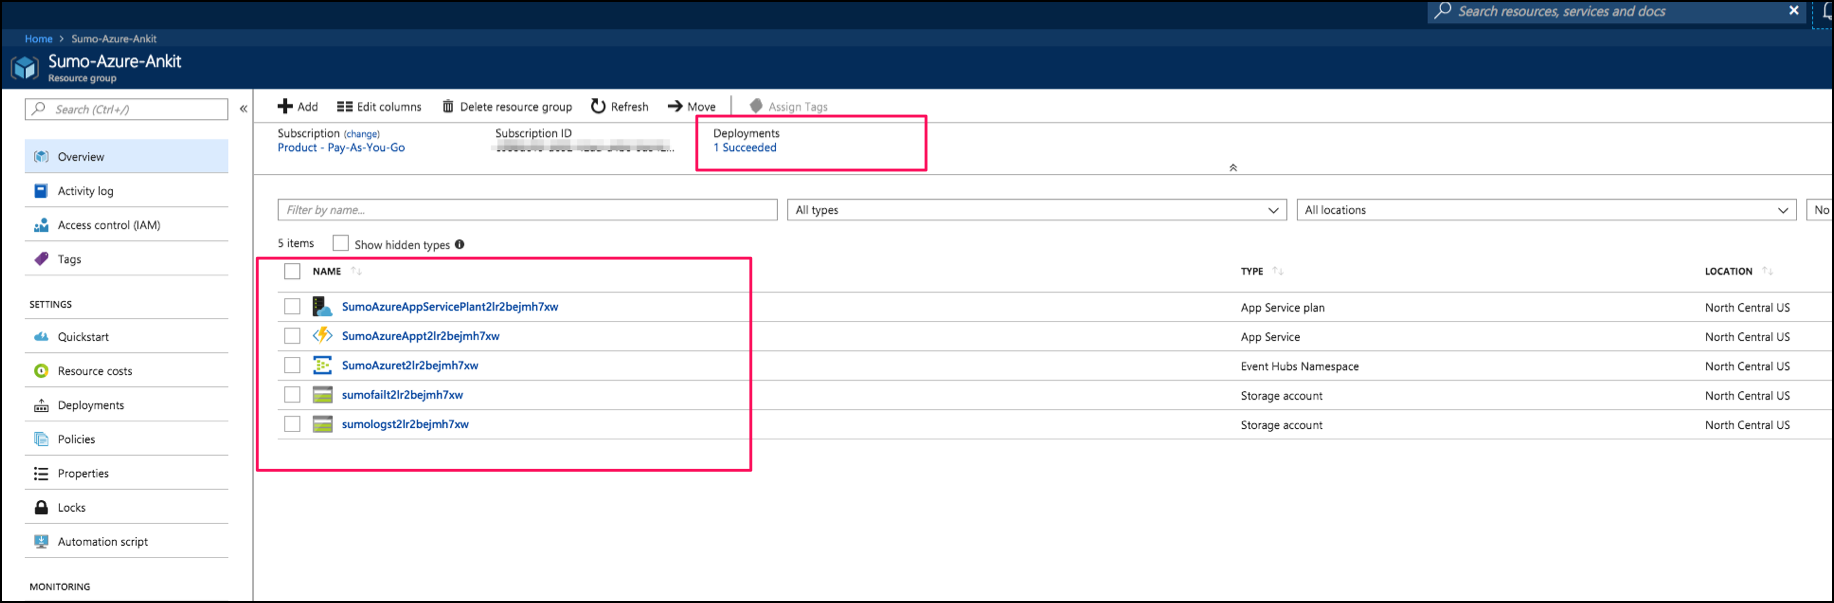 Search resources, services and docs
Home > Sumo-Azure-Ankit
Sumo-Azure-Ankit
Resource group
Search (Ctrl+/)
Add Edit columns Delete resource group Refresh Move Assign Tags
Subscription (change) Subscription ID Deployments
Product - Pay-As-You-Go 1 Succeeded
Overview
Activity log
Access control (IAM)
Tags
SETTINGS
Quickstart
Resource costs
Deployments
Policies
Properties
Locks
Automation script
MONITORING
Filter by name... All types All locations No
5 items Show hidden types
NAME TYPE LOCATION
SumoAzureAppServicePlant2lr2bejmh7xw App Service plan North Central US
SumoAzureAppt2lr2bejmh7xw App Service North Central US
SumoAzuret2lr2bejmh7xw Event Hubs Namespace North Central US
sumofailt2lr2bejmh7xw Storage account North Central US
sumologst2lr2bejmh7xw Storage account North Central US